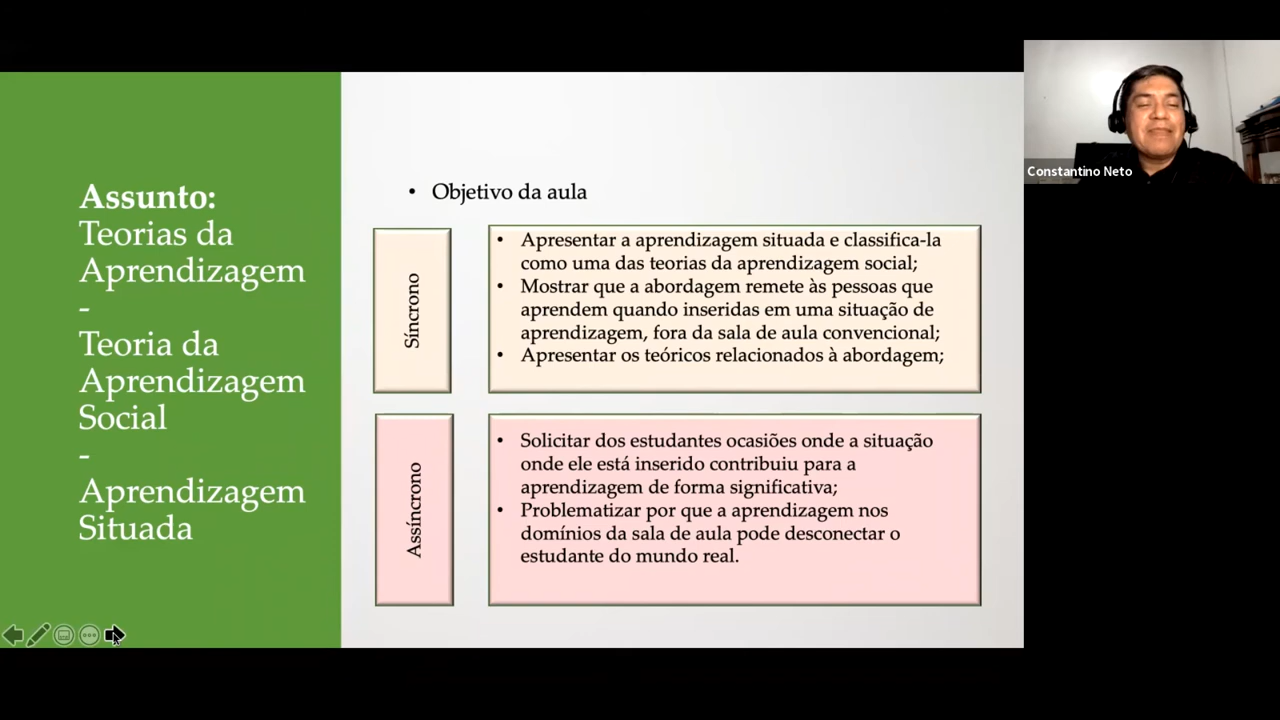 Assunto:
Teorias da
Aprendizagem
-
Teoria da
Aprendizagem
Social
-
Aprendizagem
Situada
• Objetivo da aula
Síncrono
• Apresentar a aprendizagem situada e classifica-la
como uma das teorias da aprendizagem social;
• Mostrar que a abordagem remete às pessoas que
aprendem quando inseridas em uma situação de
aprendizagem, fora da sala de aula convencional;
• Apresentar os teóricos relacionados à abordagem;
Assíncrono
• Solicitar dos estudantes ocasiões onde a situação
onde ele está inserido contribuiu para a
aprendizagem de forma significativa;
• Problematizar por que a aprendizagem nos
domínios da sala de aula pode desconectar o
estudante do mundo real.
Constantino Neto